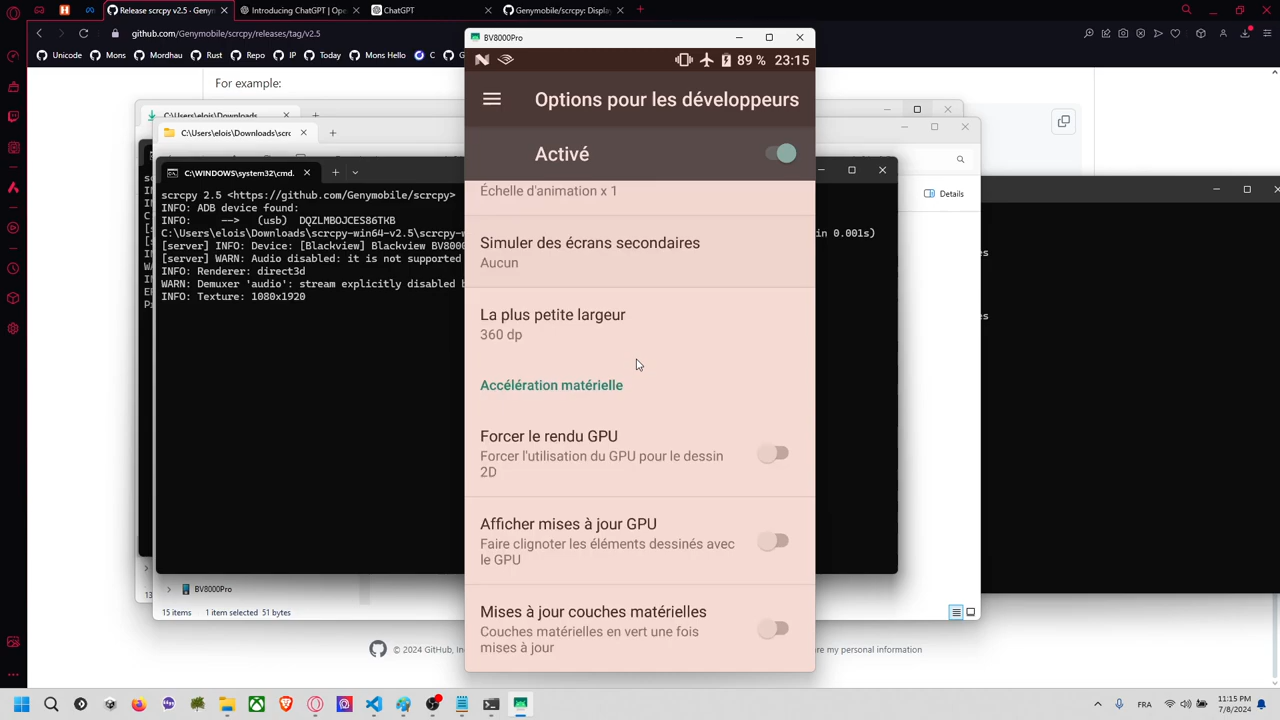 Release scrcpy v2.5 · Gen
Introducing ChatGPT | Ope
ChatGPT
scrcpy/README.md at
Genymobile/scrcpy: Displ
github.com/Genymobile/scrcpy/releases/tag/v2.5
Unicode
Mons
Mordhau
Rust
Repo
IP
Today
Mons Hello
C
For example:
C:\Users\elois\Downloads
C:\Users\elois\Downloads\scrc
C:\WINDOWS\system32\cmd.
Details
scrcpy 2.5 <https://github.com/Genymobile/scrcpy>
INFO: ADB device found:
INFO: --> (usb) DQZLMBOJCES86TKB
C:\Users\elois\Downloads\scrcpy-win64-v2.5\scrcpy-w
in 0.001s)
[server] INFO: Device: [Blackview] Blackview BV8000
[server] WARN: Audio disabled: it is not supported
INFO: Renderer: direct3d
WARN: Demuxer 'audio': stream explicitly disabled b
INFO: Texture: 1080x1920
BV8000Pro
89 % 23:15
Options pour les développeurs
Activé
Échelle d'animation x 1
Simuler des écrans secondaires
Aucun
La plus petite largeur
360 dp
Accélération matérielle
Forcer le rendu GPU
Forcer l'utilisation du GPU pour le dessin
2D
Afficher mises à jour GPU
Faire clignoter les éléments dessinés avec
le GPU
Mises à jour couches matérielles
Couches matérielles en vert une fois
mises à jour
BV8000Pro
15 items 1 item selected 51 bytes
© 2024 GitHub, In
are my personal information
FRA
11:15 PM
7/8/2024